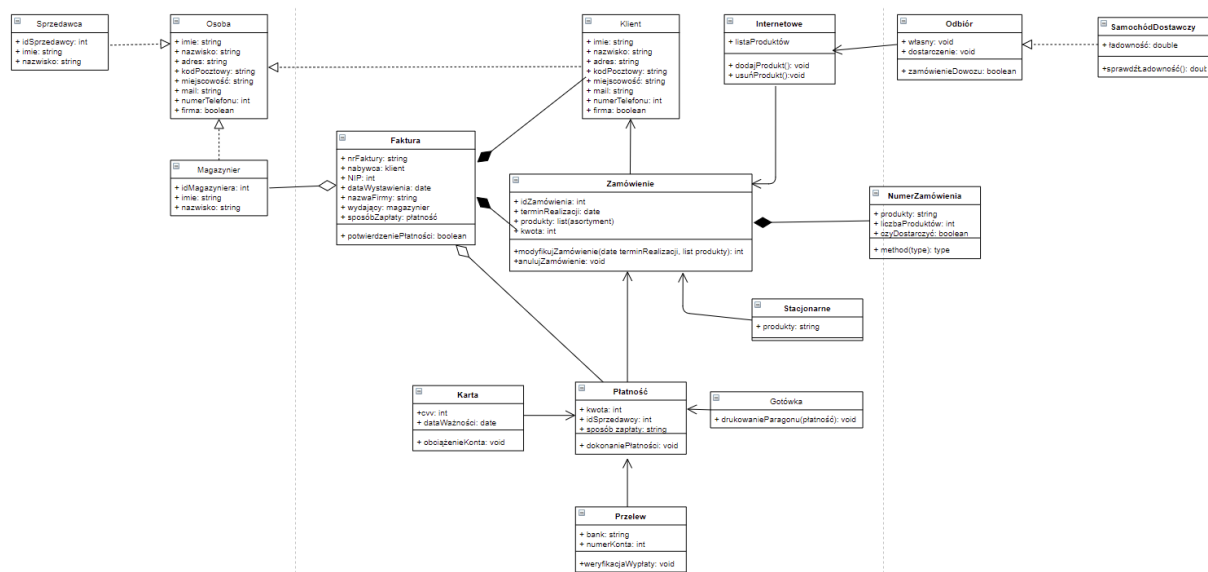 Sprzedawca
+ idSprzedawcy: int
+ imie: string
+ nazwisko: string
Osoba
+ imie: string
+ nazwisko: string
+ adres: string
+ kodPocztowy: string
+ miejscowość: string
+ mail: string
+ numerTelefonu: int
+ firma: boolean
Klient
+ imie: string
+ nazwisko: string
+ adres: string
+ kodPocztowy: string
+ miejscowość: string
+ mail: string
+ numerTelefonu: int
+ firma: boolean
Internetowe
+ listaProduktów
+ dodajProdukt(): void
+ usuńProdukt():void
Odbiór
+ własny: void
+ dostarczenie: void
+ zamówienieDowozu: boolean
SamochódDostawczy
+ ładowność: double
+sprawdźŁadowność(): dout
Magazynier
+ idMagazyniera: int
+ imie: string
+ nazwisko: string
Faktura
+ nrFaktury: string
+ nabywca: klient
+ NIP: int
+ dataWystawienia: date
+ nazwaFirmy: string
+ wydający: magazynier
+ sposóbZapłaty: płatność
+ potwierdzeniePłatności: boolean
Zamówienie
+ idZamówienia: int
+ terminRealizacji: date
+ produkty: list(asortyment)
+ kwota: int
+modyfikujZamówienie(date terminRealizacji, list produkty): int
+anulujZamówienie: void
NumerZamówienia
+ produkty: string
+ liczbaProduktów: int
+ czyDostarczyć: boolean
+ method(type): type
Stacjonarne
+ produkty: string
Karta
+cvv: int
+ dataWażności: date
+ obciążenieKonta: void
Płatność
+ kwota: int
+ idSprzedawcy: int
+ sposób zapłaty: string
+ dokonaniePłatności: void
Gotówka
+ drukowanieParagonu(płatność): void
Przelew
+ bank: string
+ numerKonta: int
+weryfikacjaWypłaty: void